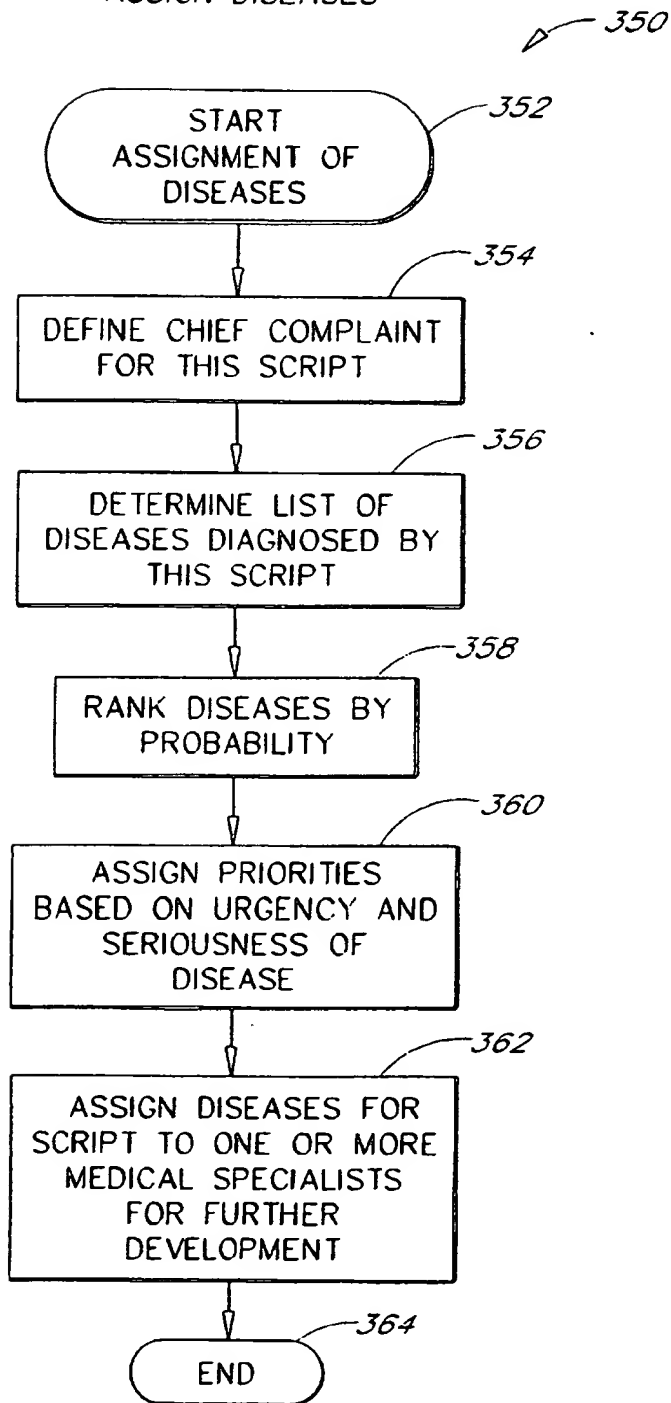 ASSIGN DISEASES
350
START
ASSIGNMENT OF
DISEASES
352
354
DEFINE CHIEF COMPLAINT
FOR THIS SCRIPT
356
DETERMINE LIST OF
DISEASES DIAGNOSED BY
THIS SCRIPT
358
RANK DISEASES BY
PROBABILITY
360
ASSIGN PRIORITIES
BASED ON URGENCY AND
SERIOUSNESS OF
DISEASE
362
ASSIGN DISEASES FOR
SCRIPT TO ONE OR MORE
MEDICAL SPECIALISTS
FOR FURTHER
DEVELOPMENT
364
END